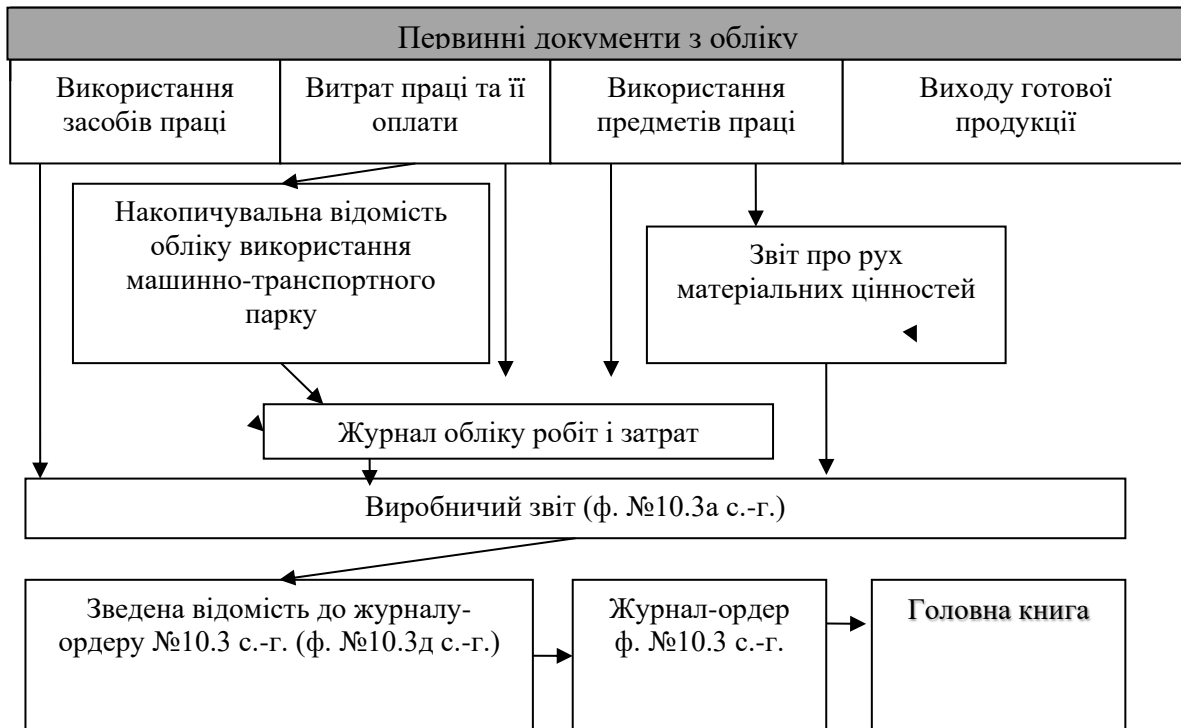 Первинні документи з обліку
Використання
засобів праці
Витрат праці та її
оплати
Використання
предметів праці
Виходу готової
продукції
Накопичувальна відомість
обліку використання
машинно-транспортного
парку
Звіт про рух
матеріальних цінностей
Журнал обліку робіт і затрат
Виробничий звіт (ф. №10.3а с.-г.)
Зведена відомість до журналу-
ордеру №10.3 с.-г. (ф. №10.3д с.-г.)
Журнал-ордер
ф. №10.3 с.-г.
Головна книга